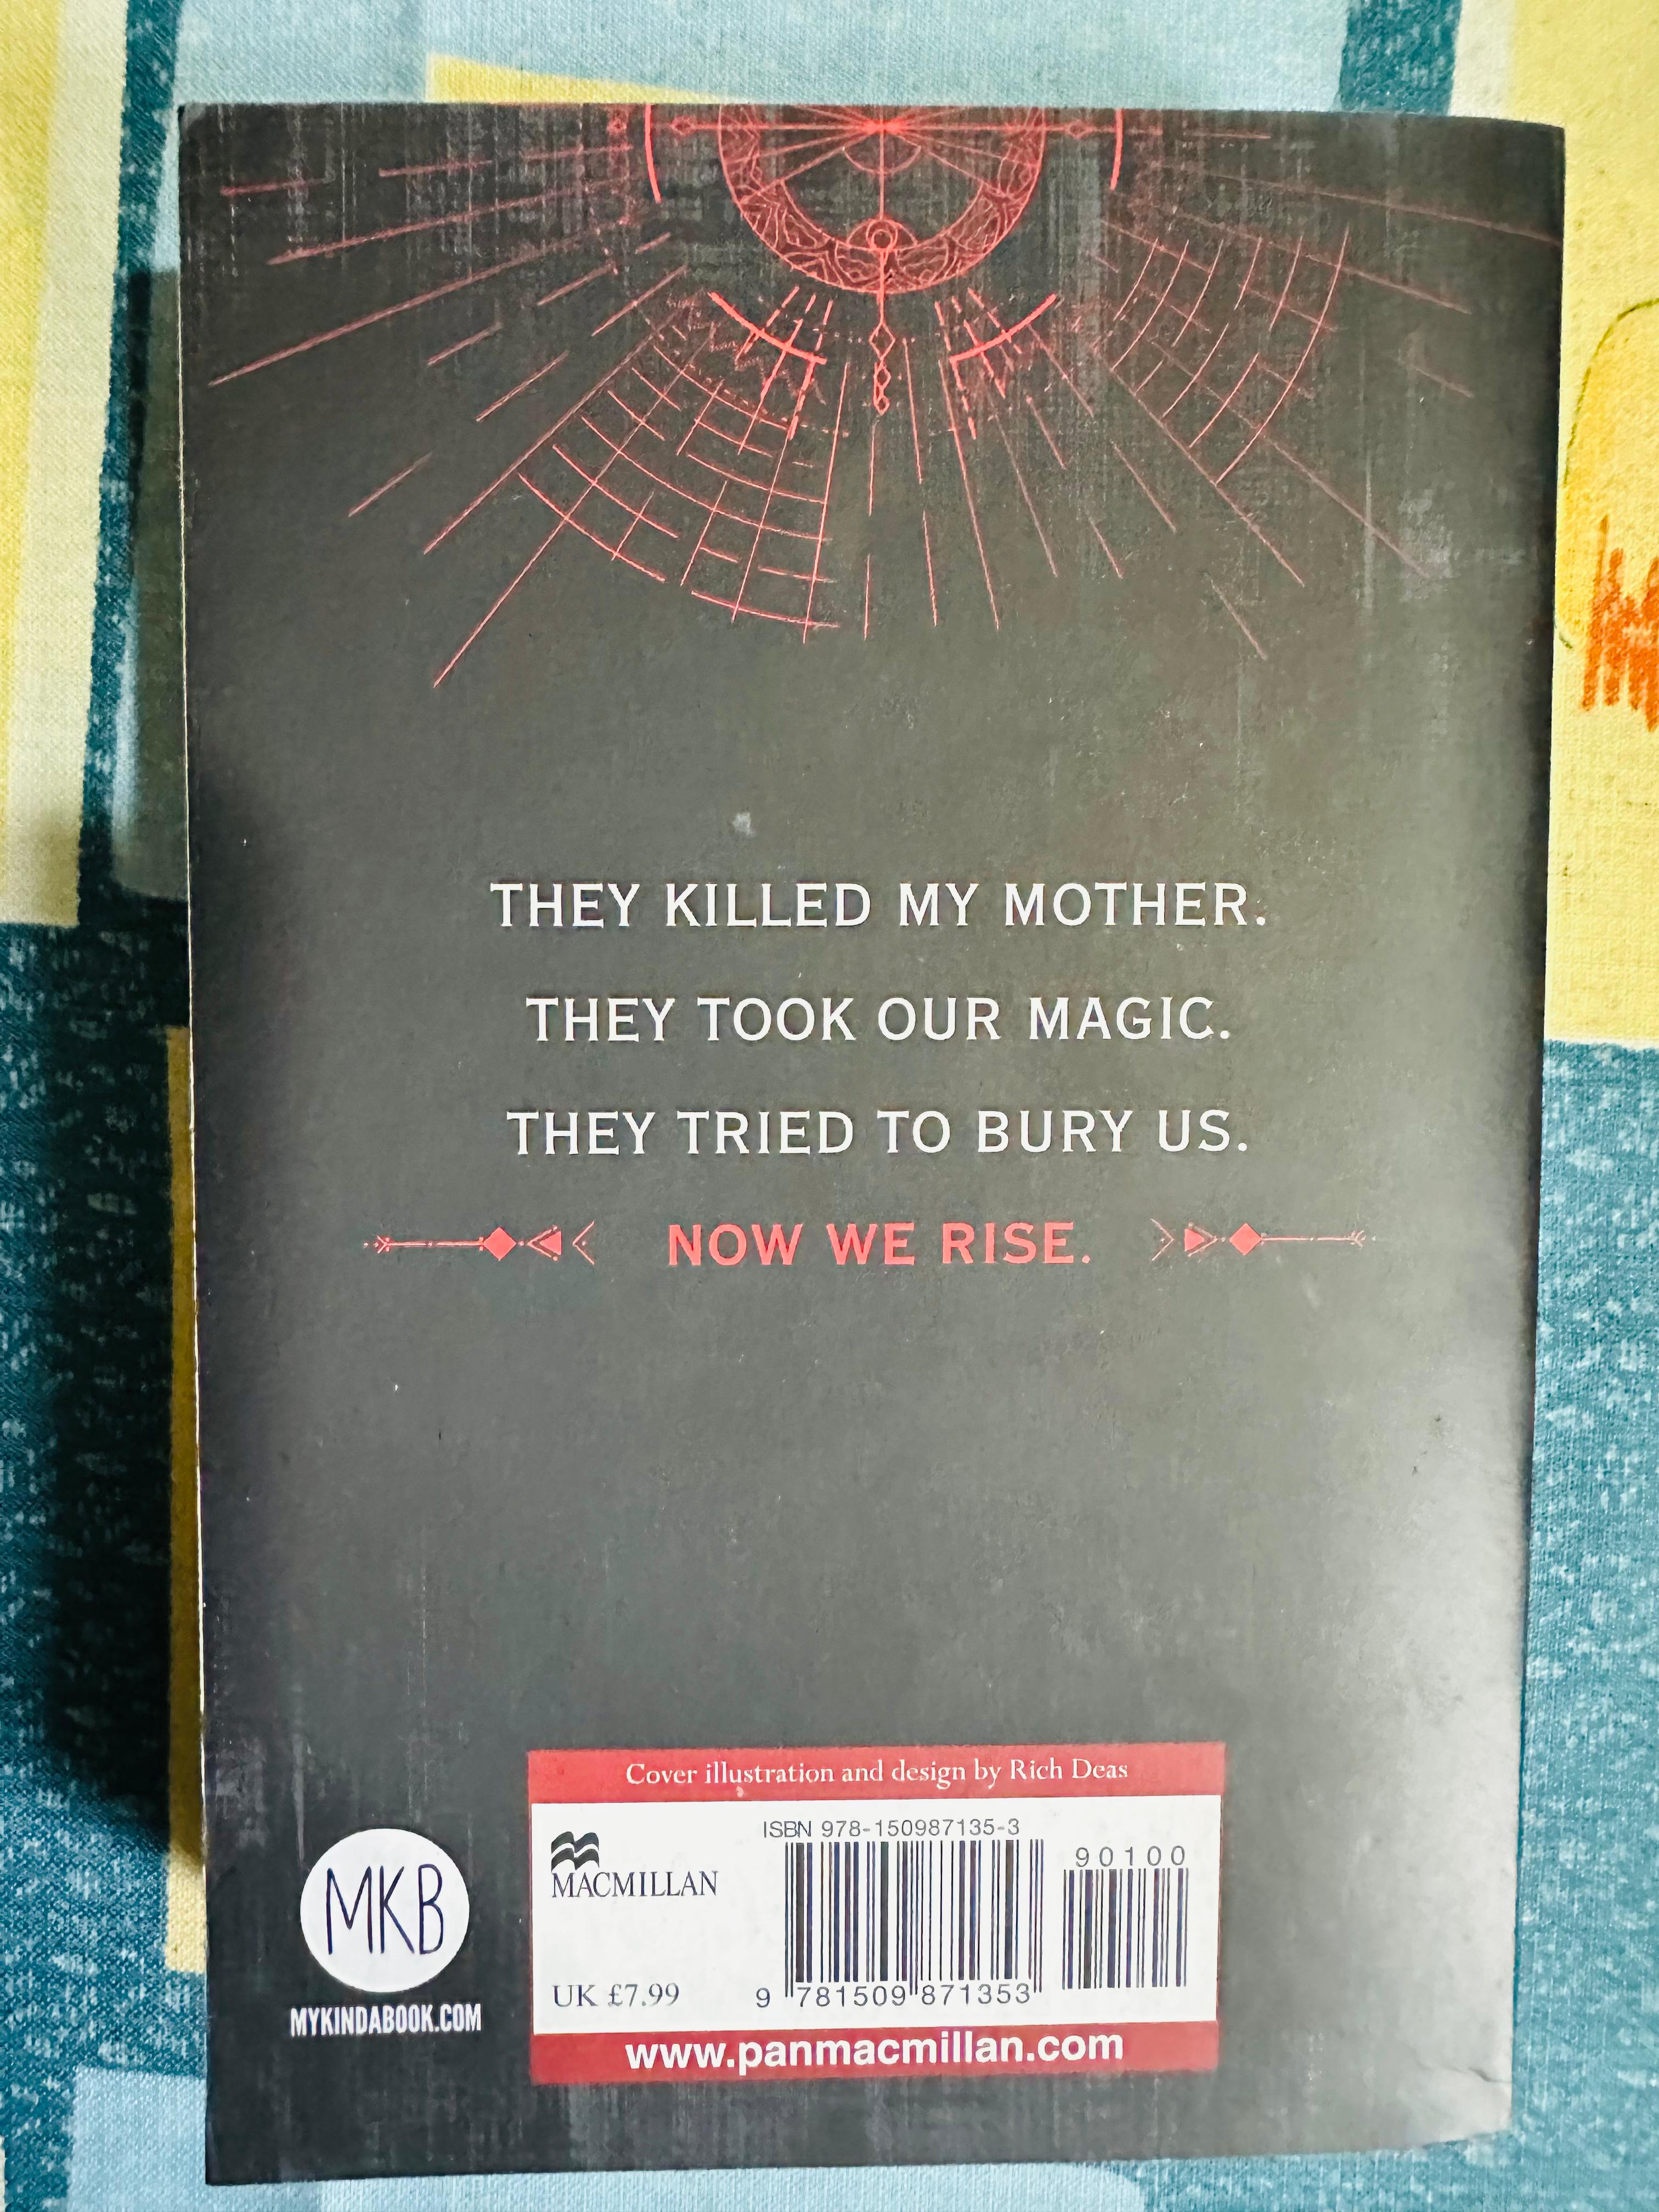 THEY KILLED MY MOTHER.
THEY TOOK OUR MAGIC.
THEY TRIED TO BURY US.
NOW WE RISE.
Cover illustration and design by Rich Deas
MACMILLAN
ISBN 978-150987135-3
90100
UK £7.99
9 781509 871353
www.panmacmillan.com
MKB
MYKINDABOOK.COM